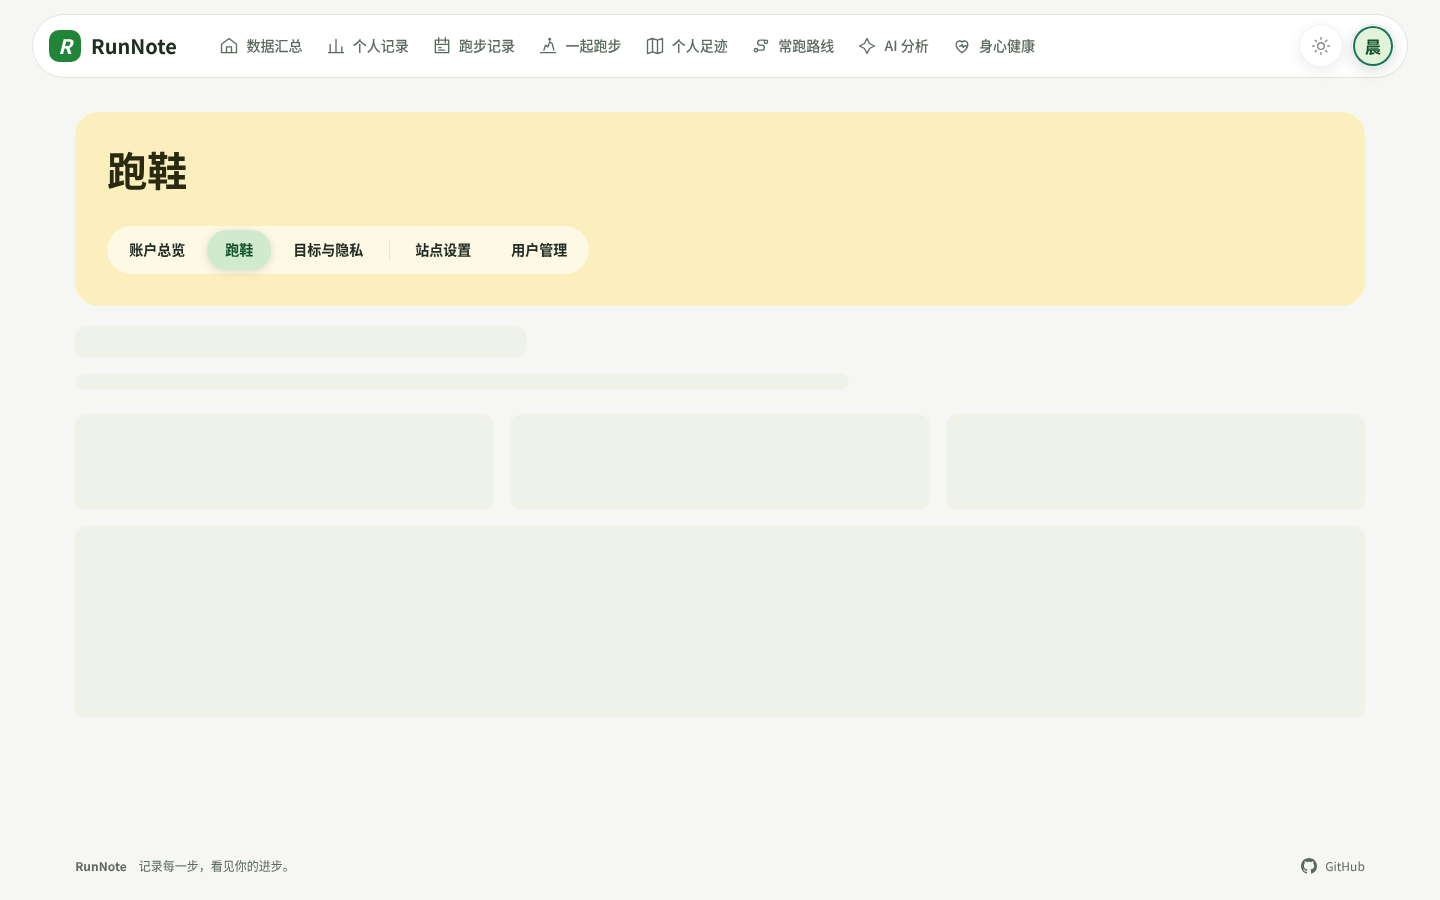 R RunNote 数据汇总 个人记录 跑步记录 一起跑步 个人足迹 常跑路线 AI 分析 身心健康 晨
跑鞋
账户总览 跑鞋 目标与隐私 站点设置 用户管理
RunNote 记录每一步，看见你的进步。 GitHub